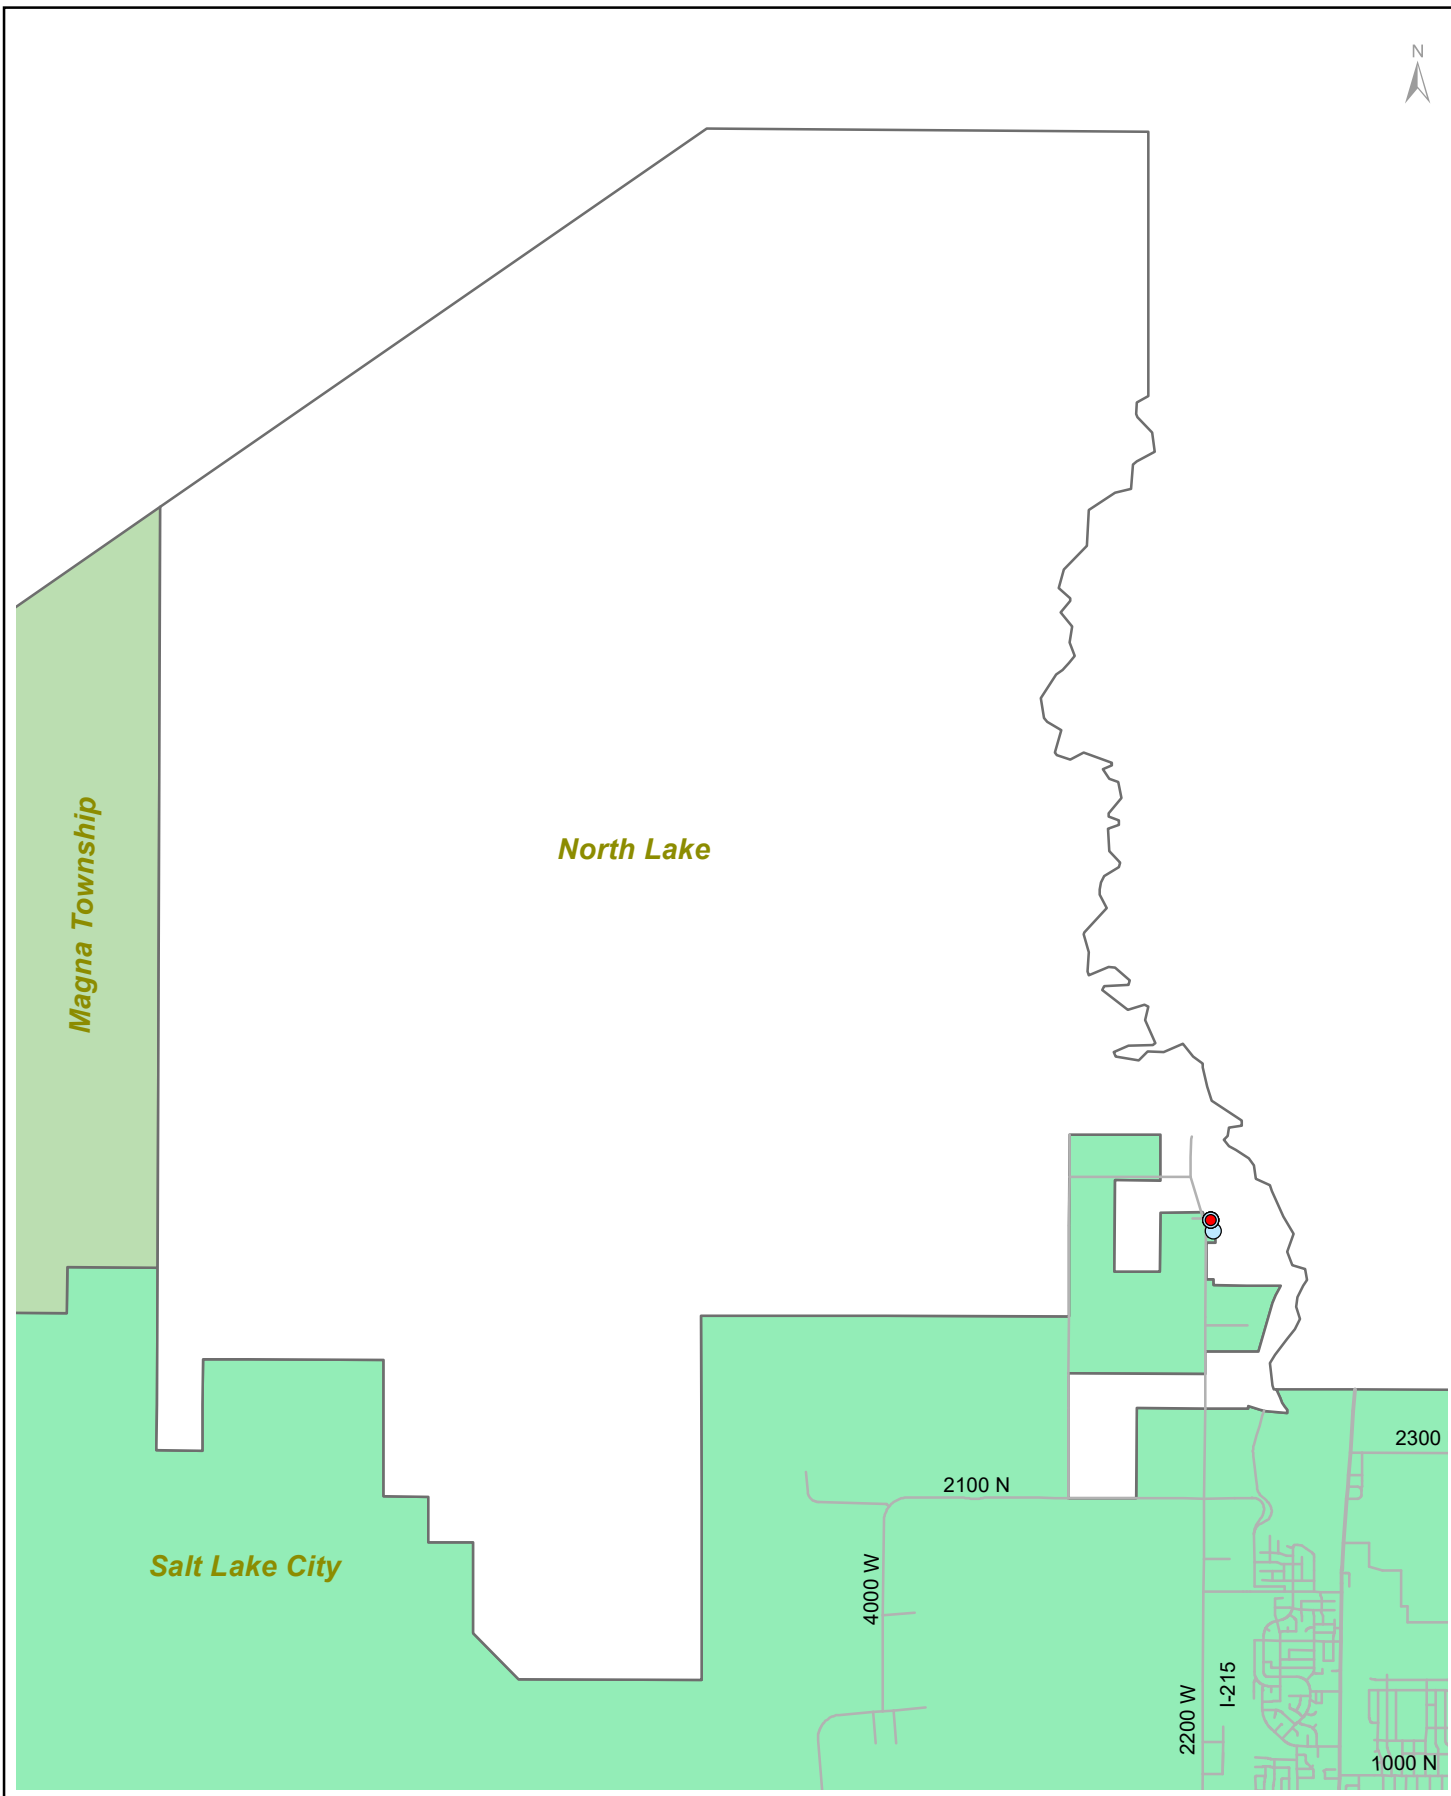 N
North Lake
Magna Township
2300
2100 N
Salt Lake City
4000 W
I-215
2200 W
1000 N